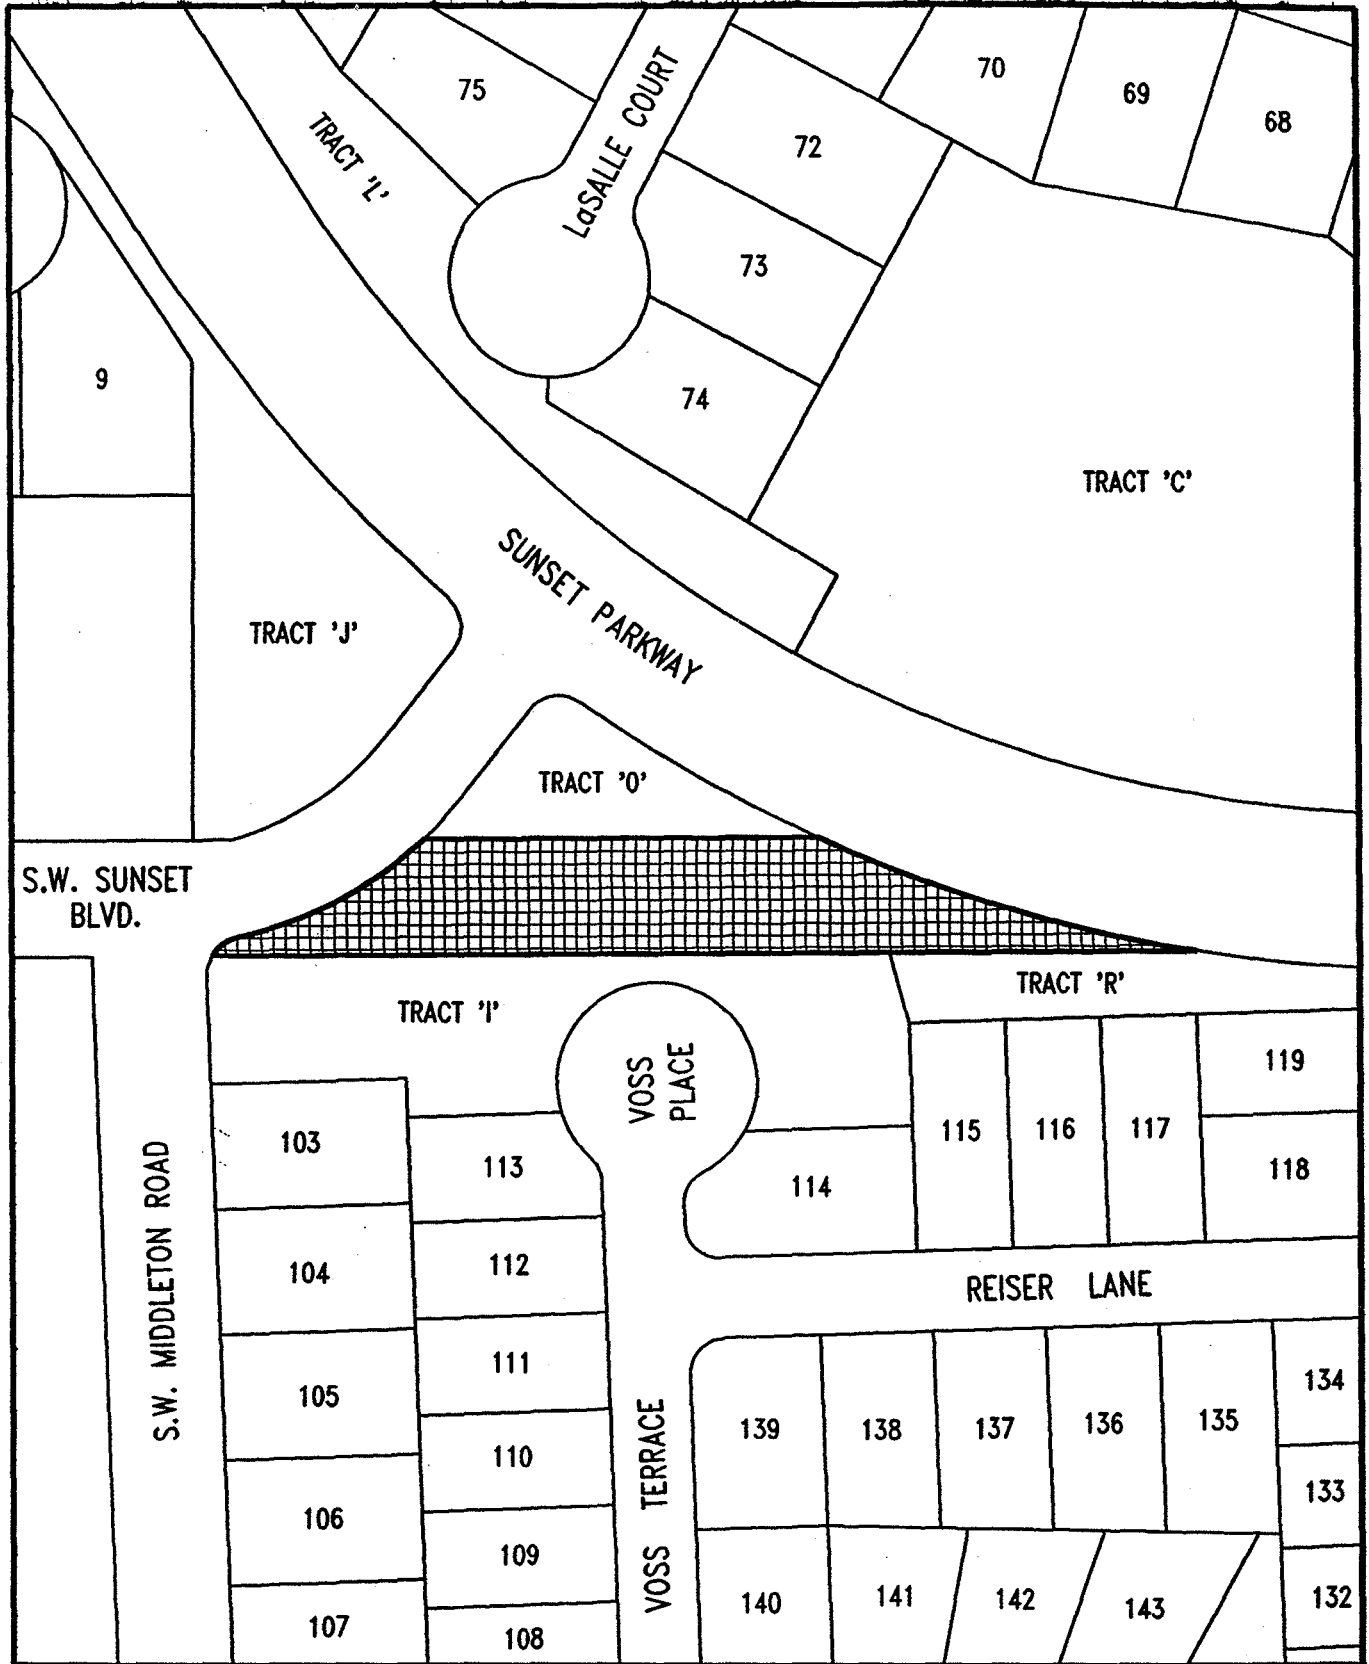 75
LaSALLE COURT
70
69
68
72
TRACT 'L'
73
9
74
TRACT 'C'
SUNSET PARKWAY
TRACT 'J'
TRACT 'O'
S.W. SUNSET
BLVD.
TRACT 'I'
TRACT 'R'
VOSS
PLACE
119
103
113
115
116
117
118
114
S.W. MIDDLETON ROAD
104
112
REISER LANE
111
105
134
110
VOSS TERRACE
139
138
137
136
135
133
106
109
140
141
142
143
132
107
108